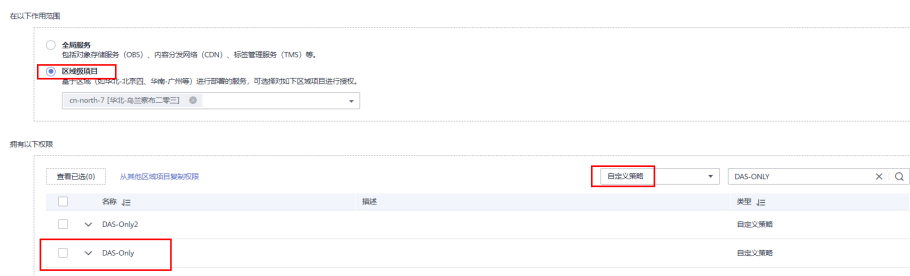 在以下作用范围
全局服务
包括对象存储服务（OBS）、内容分发网络（CDN）、标签管理服务（TMS）等。
区域级项目
基于区域（如华北-北京四、华南-广州等）进行部署的服务，可选择对如下区域项目进行授权。
cn-north-7 [华北-乌兰察布二零三]
拥有以下权限
查看已选(0) 从其他区域项目复制权限 自定义策略 DAS-ONLY
名称 描述 类型
DAS-Only2 自定义策略
DAS-Only 自定义策略